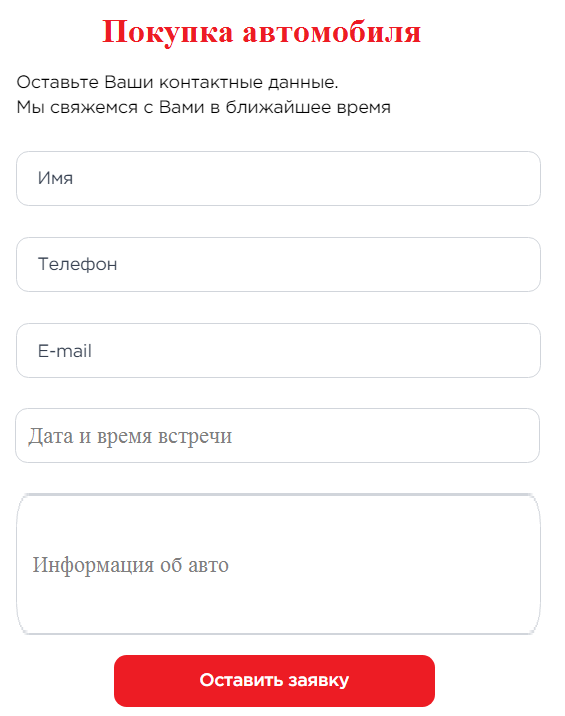 Покупка автомобиля
Оставьте Ваши контактные данные.
Мы свяжемся с Вами в ближайшее время
Имя
Телефон
E-mail
Дата и время встречи
Информация об авто
Оставить заявку